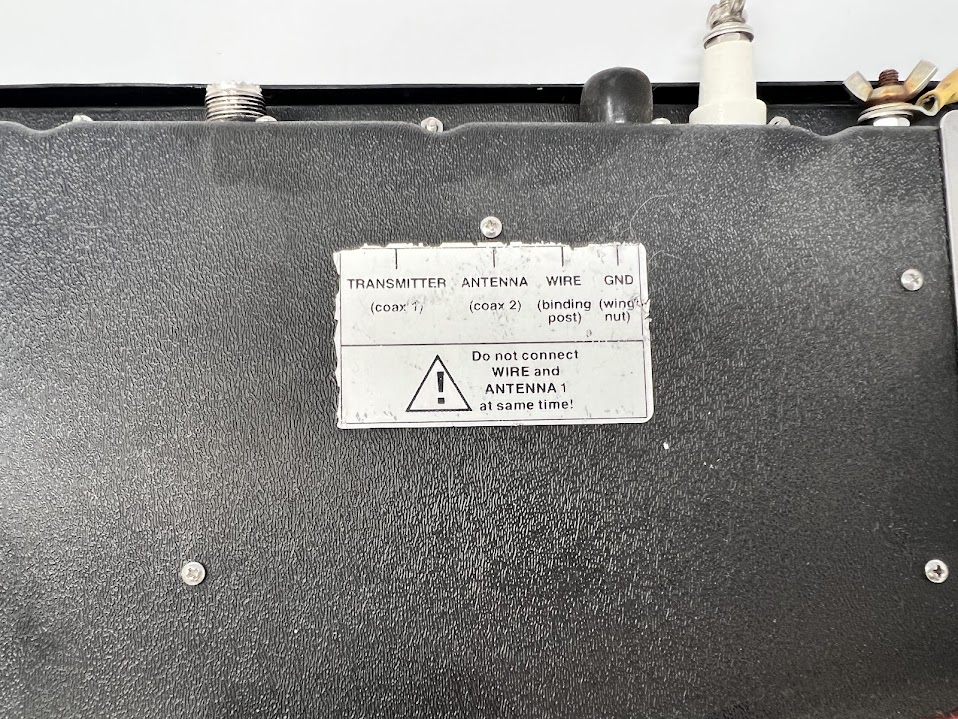 TRANSMITTER ANTENNA WIRE GND
(coax 1) (coax 2) (binding post) (wing nut)
! Do not connect
WIRE and
ANTENNA 1
at same time!